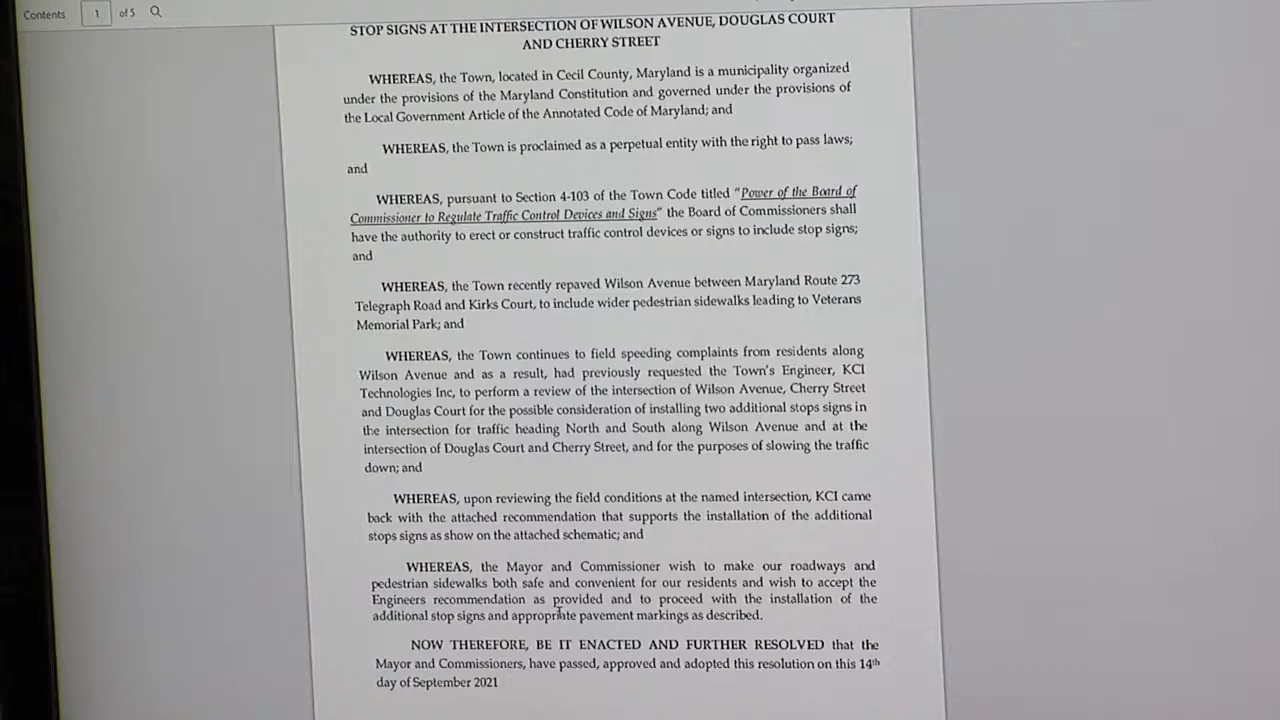 Contents 1 of 5
STOP SIGNS AT THE INTERSECTION OF WILSON AVENUE, DOUGLAS COURT
AND CHERRY STREET
WHEREAS, the Town, located in Cecil County, Maryland is a municipality organized
under the provisions of the Maryland Constitution and governed under the provisions of
the Local Government Article of the Annotated Code of Maryland; and
WHEREAS, the Town is proclaimed as a perpetual entity with the right to pass laws;
and
WHEREAS, pursuant to Section 4-103 of the Town Code titled "Power of the Board of
Commissioner to Regulate Traffic Control Devices and Signs" the Board of Commissioners shall
have the authority to erect or construct traffic control devices or signs to include stop signs;
and
WHEREAS, the Town recently repaved Wilson Avenue between Maryland Route 273
Telegraph Road and Kirks Court, to include wider pedestrian sidewalks leading to Veterans
Memorial Park; and
WHEREAS, the Town continues to field speeding complaints from residents along
Wilson Avenue and as a result, had previously requested the Town's Engineer, KCI
Technologies Inc, to perform a review of the intersection of Wilson Avenue, Cherry Street
and Douglas Court for the possible consideration of installing two additional stops signs in
the intersection for traffic heading North and South along Wilson Avenue and at the
intersection of Douglas Court and Cherry Street, and for the purposes of slowing the traffic
down; and
WHEREAS, upon reviewing the field conditions at the named intersection, KCI came
back with the attached recommendation that supports the installation of the additional
stops signs as show on the attached schematic; and
WHEREAS, the Mayor and Commissioner wish to make our roadways and
pedestrian sidewalks both safe and convenient for our residents and wish to accept the
Engineers recommendation as provided and to proceed with the installation of the
additional stop signs and appropriate pavement markings as described.
NOW THEREFORE, BE IT ENACTED AND FURTHER RESOLVED that the
Mayor and Commissioners, have passed, approved and adopted this resolution on this 14th
day of September 2021